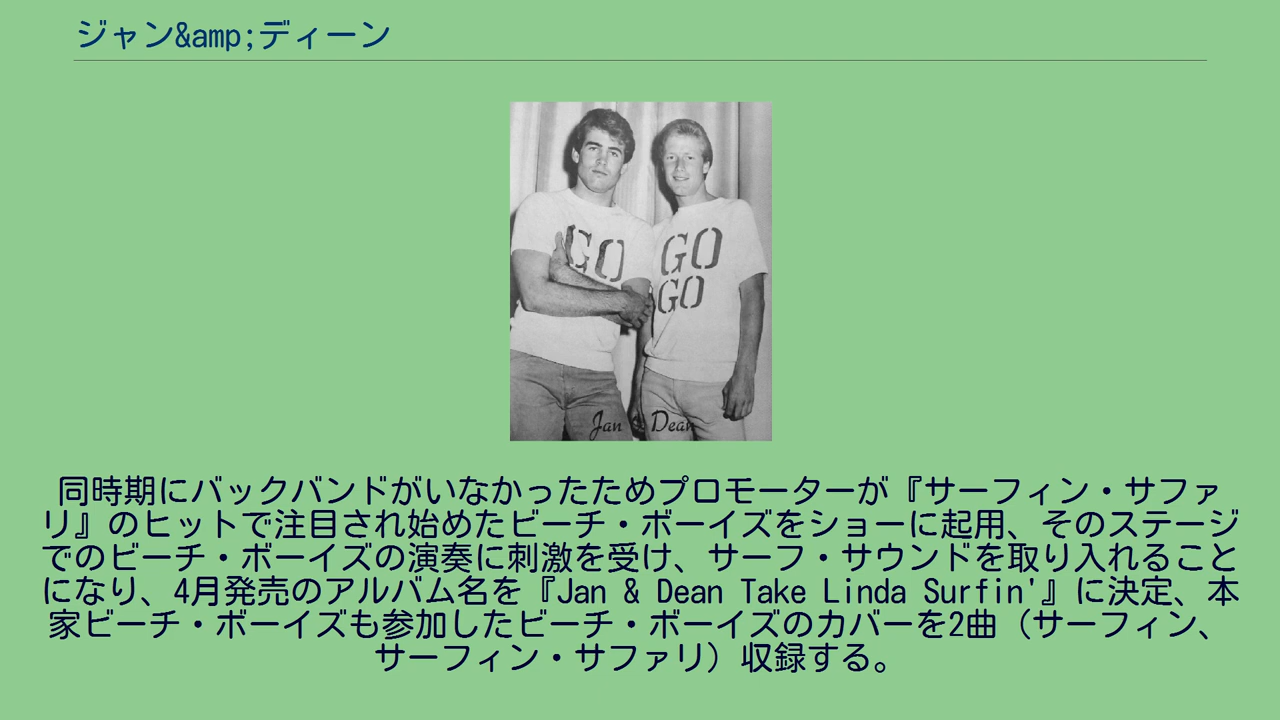 ジャン&amp;ディーン
GO
GO
GO
Jan & Dean
同時期にバックバンドがいなかったためプロモーターが『サーフィン・サファ
リ』のヒットで注目され始めたビーチ・ボーイズをショーに起用、そのステージ
でのビーチ・ボーイズの演奏に刺激を受け、サーフ・サウンドを取り入れること
になり、4月発売のアルバム名を『Jan & Dean Take Linda Surfin'』に決定、本
家ビーチ・ボーイズも参加したビーチ・ボーイズのカバーを2曲（サーフィン、
サーフィン・サファリ）収録する。